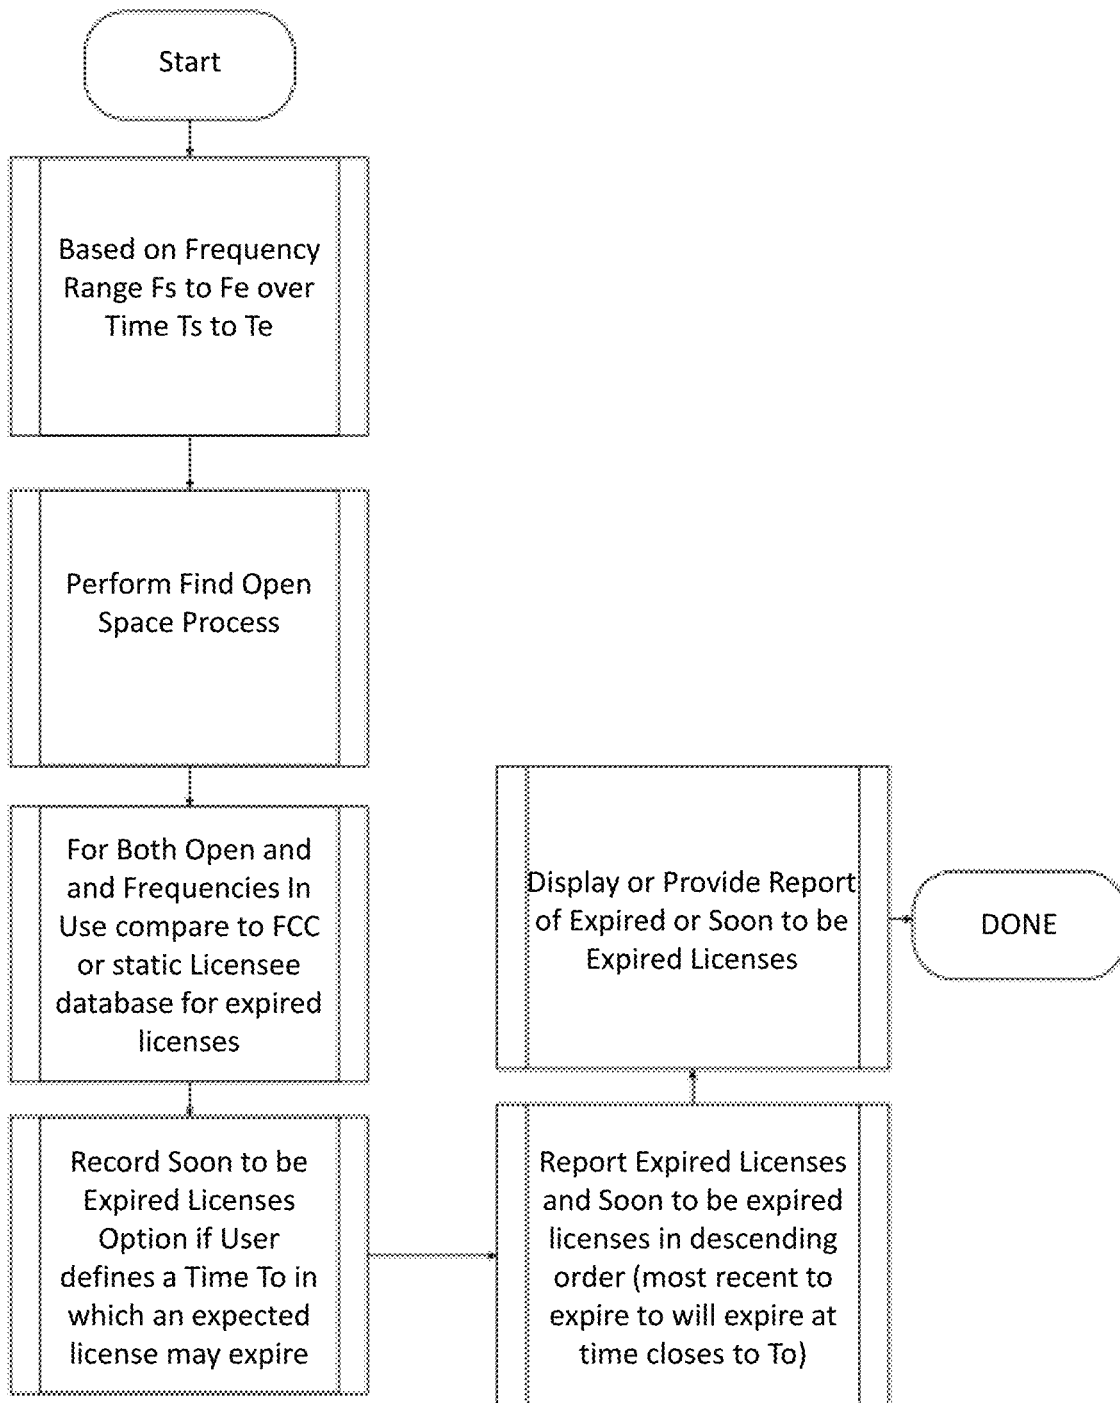 Start
Based on Frequency
Range Fs to Fe over
Time Ts to Te
Perform Find Open
Space Process
For Both Open and
and Frequencies In
Use compare to FCC
or static Licensee
database for expired
licenses
Record Soon to be
Expired Licenses
Option if User
defines a Time To in
which an expected
license may expire
Report Expired Licenses
and Soon to be expired
licenses in descending
order (most recent to
expire to will expire at
time closes to To)
Display or Provide Report
of Expired or Soon to be
Expired Licenses
DONE